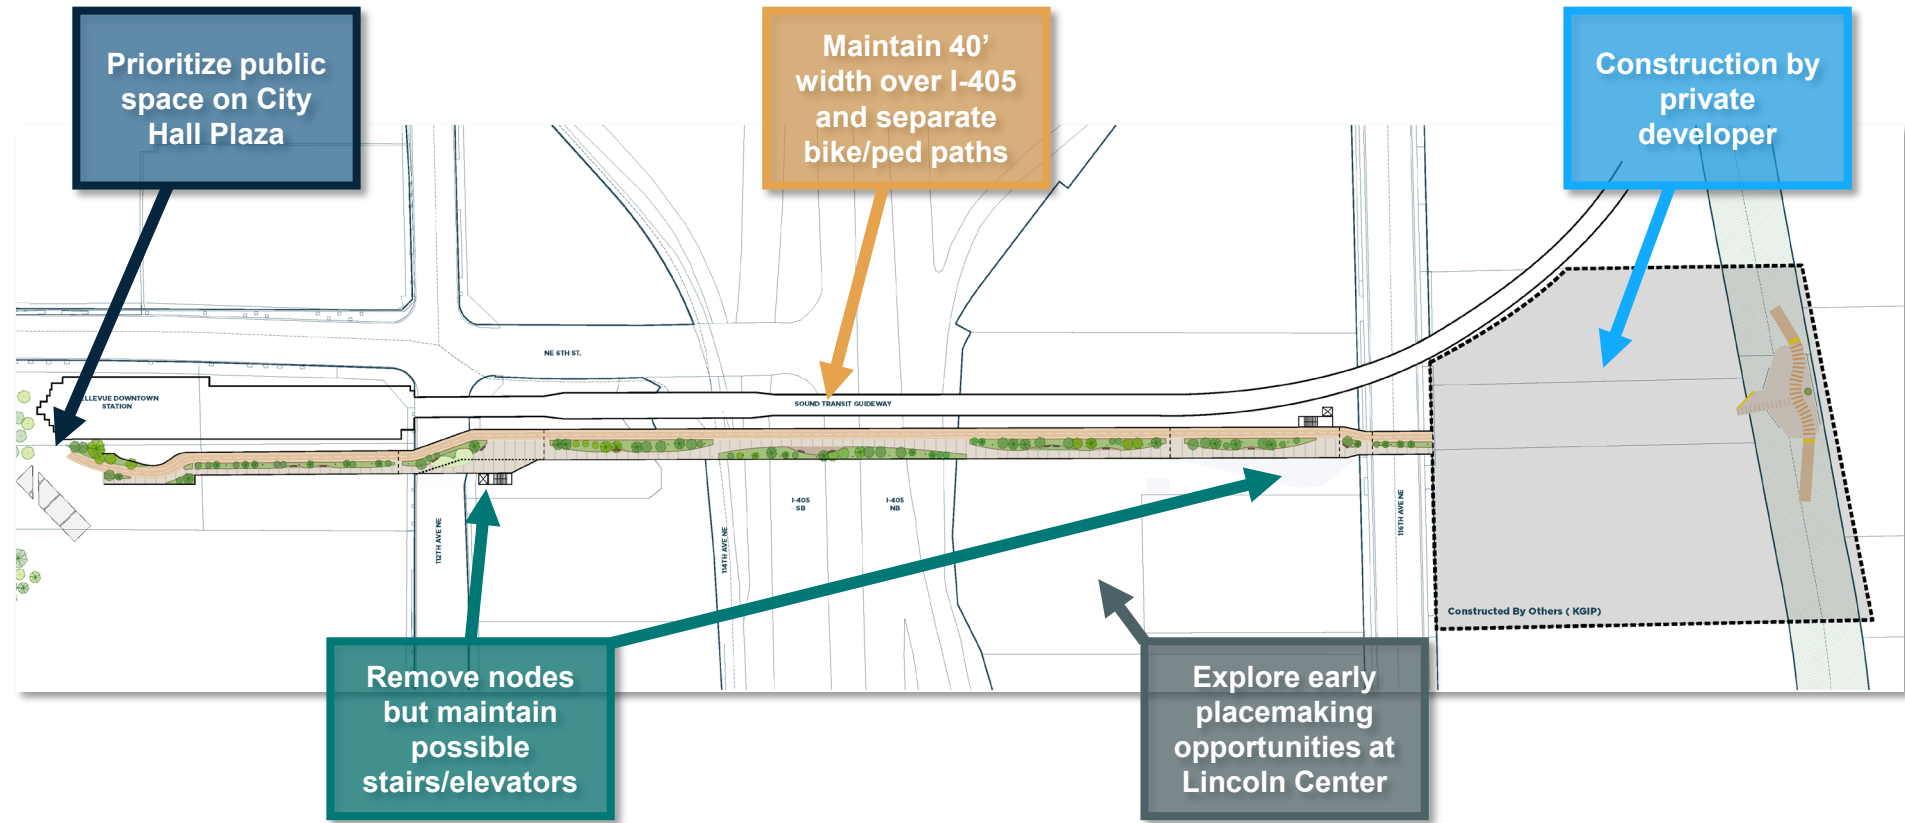 Prioritize public
space on City
Hall Plaza
Maintain 40’
width over I-405
and separate
bike/ped paths
Construction by
private
developer
NE 6TH ST.
ELLEVUE DOWNTOWN
STATION
SOUND TRANSIT GUIDEWAY
I-405
SB
I-405
NB
112TH AVE NE
114TH AVE NE
116TH AVE NE
Constructed By Others ( KGIP)
Remove nodes
but maintain
possible
stairs/elevators
Explore early
placemaking
opportunities at
Lincoln Center